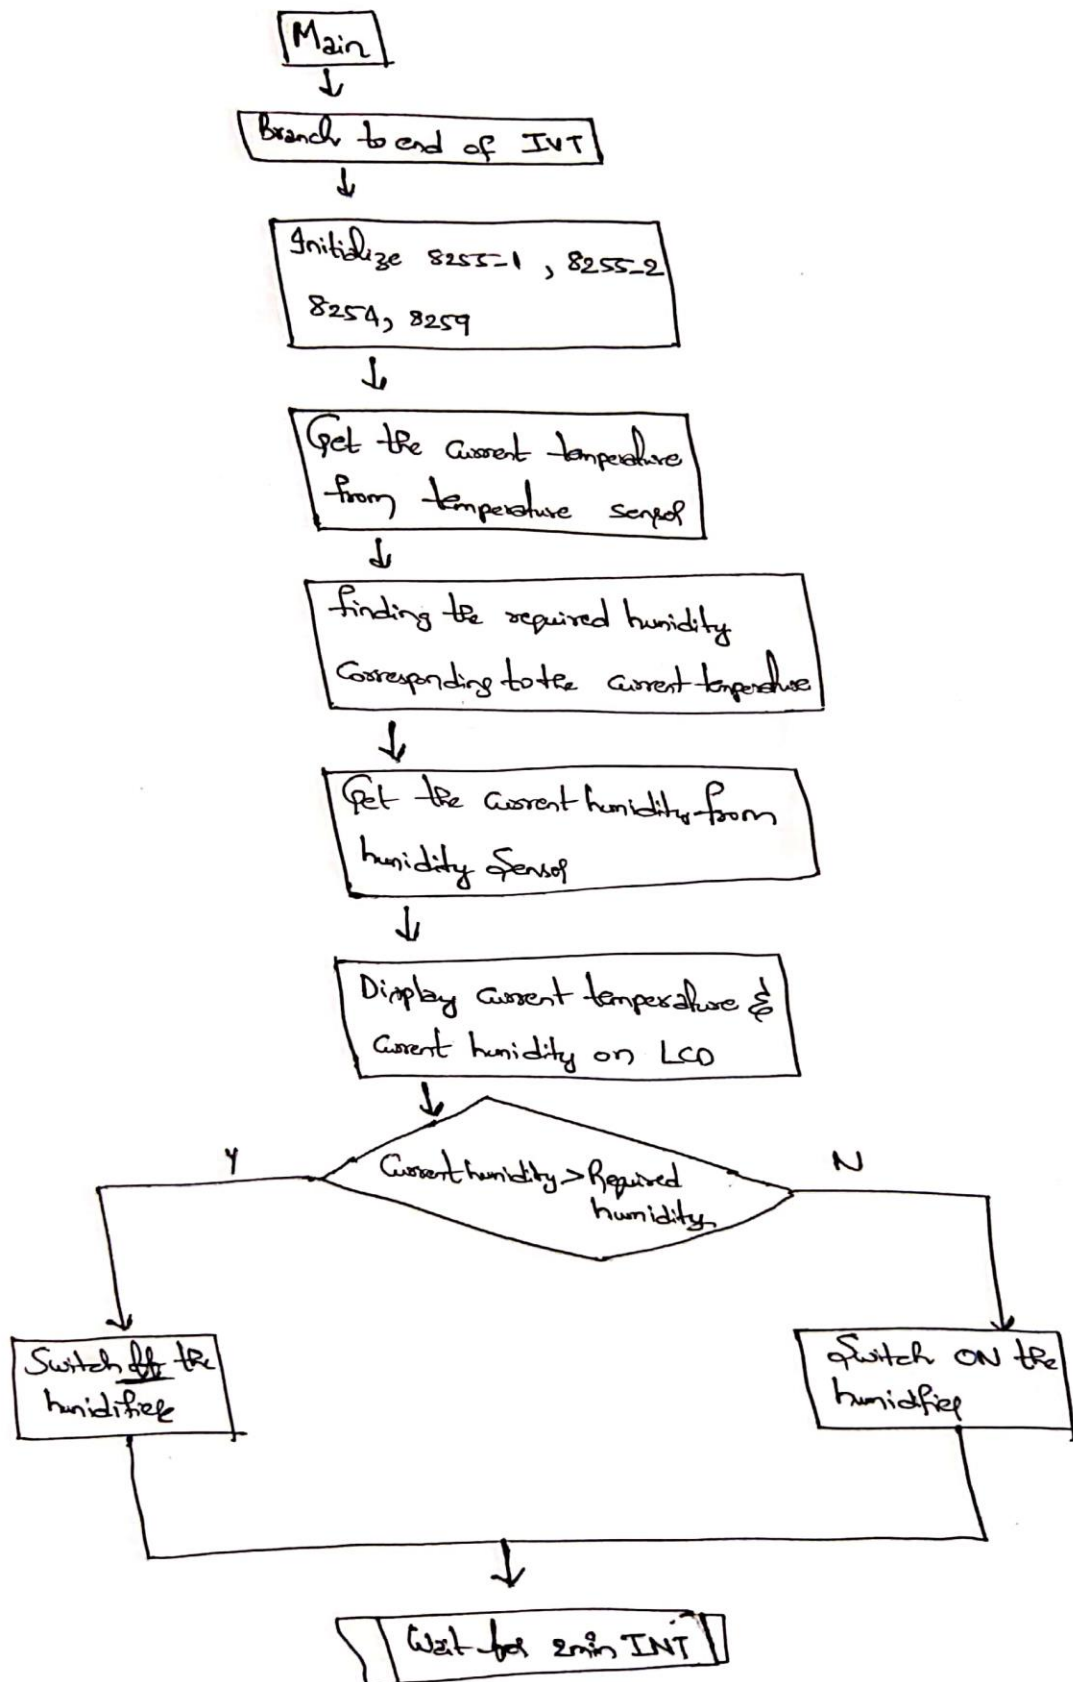 Main
Branch to end of IVT
Initialize 8255-1, 8255-2
8254, 8259
Get the current temperature
from temperature sensor
finding the required humidity
Corresponding to the current temperature
Get the current humidity from
humidity Sensor
Display current temperature &
current humidity on LCD
Y
Current humidity > Required
humidity
N
Switch off the
humidifier
Switch ON the
humidifier
Wait for 2min INT